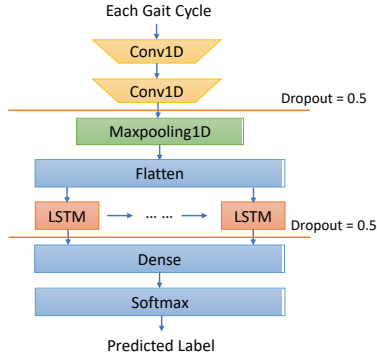 Each Gait Cycle
Conv1D
Conv1D
Dropout = 0.5
Maxpooling1D
Flatten
LSTM ... ... LSTM
Dropout = 0.5
Dense
Softmax
Predicted Label